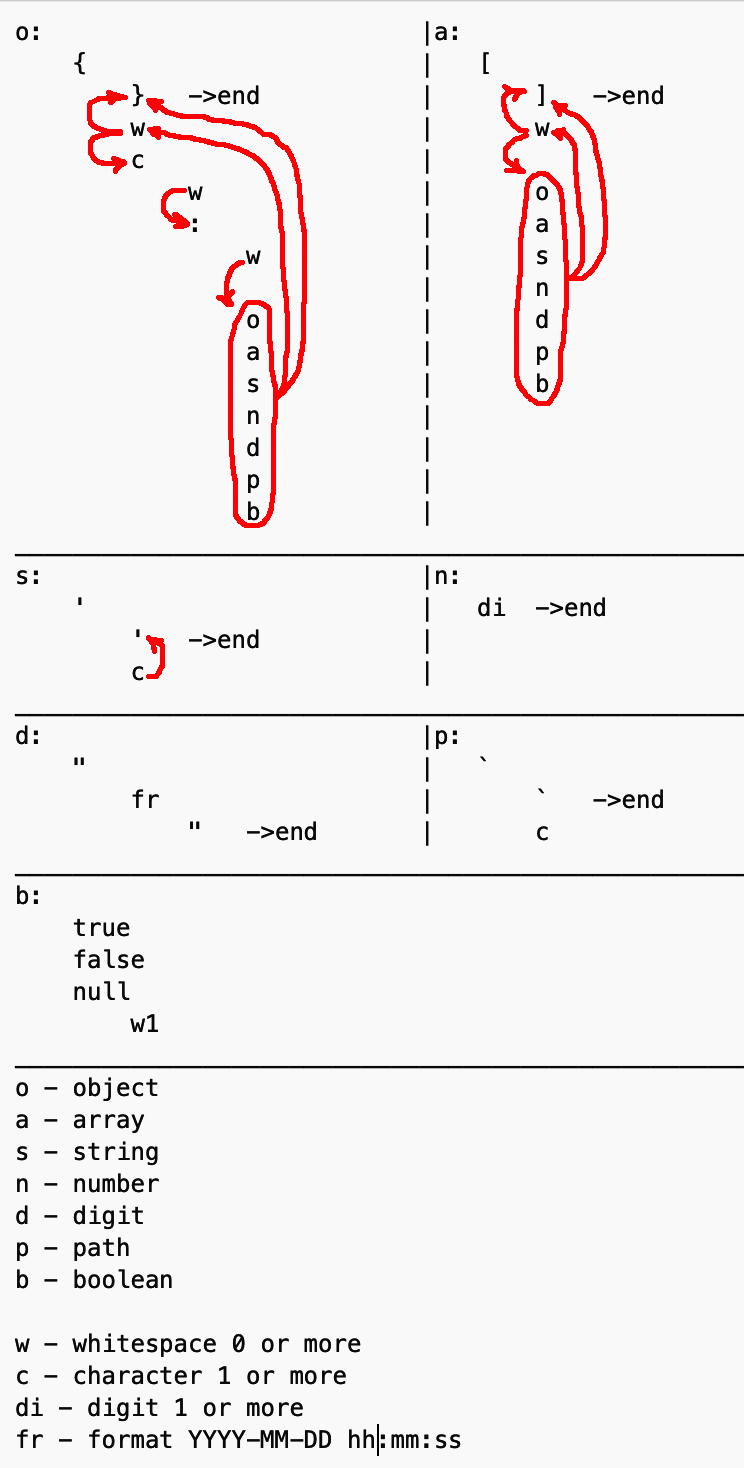 o: |a:
{ | [
} ->end | ] ->end
w | w
c |
w | o
: | a
| s
w | n
| d
o | p
a | b
s |
n |
d |
p |
b |
s: |n:
' | di ->end
' ->end |
c |
d: |p:
" | `
fr | ` ->end
" ->end | c
b:
true
false
null
w1
o - object
a - array
s - string
n - number
d - digit
p - path
b - boolean
w - whitespace 0 or more
c - character 1 or more
di - digit 1 or more
fr - format YYYY-MM-DD hh:mm:ss